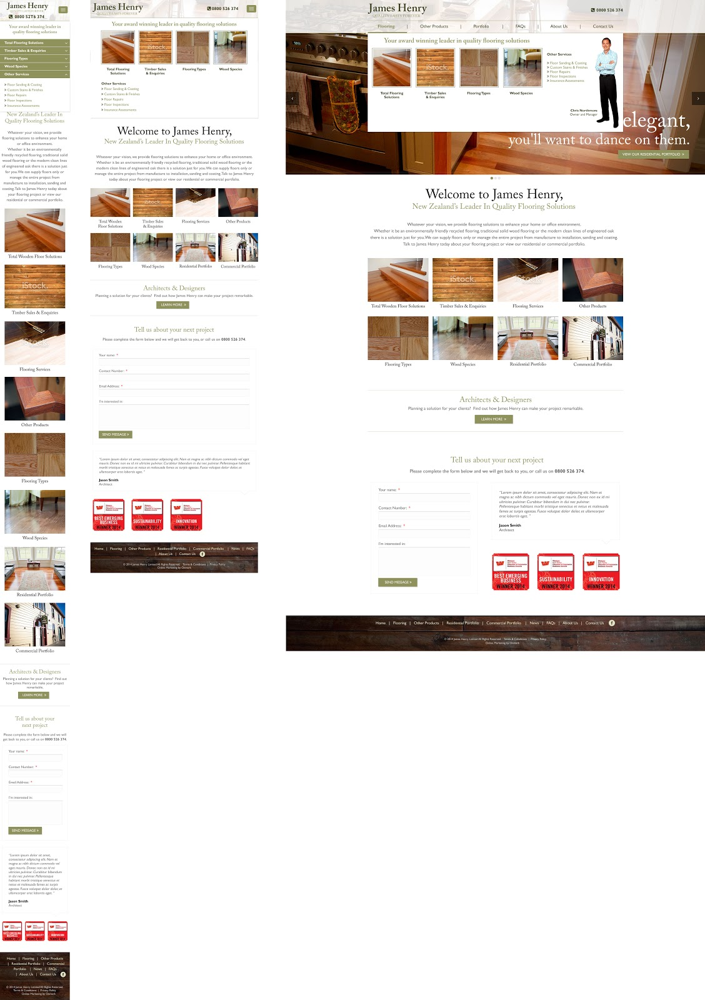 James Henry
QUALITY LASTS FOREVER
0800 52T6 374
Your award winning leader in
quality flooring solutions
Total Flooring Solutions
Timber Sales & Enquiries
Flooring Types
Wood Species
Other Services
Floor Sanding & Coating
Custom Stains & Finishes
Floor Repairs
Floor Inspections
Insurance Assessments
New Zealand's Leader In
Quality Flooring Solutions
Whatever your vision, we provide
flooring solutions to enhance your home
or office environment.
Whether it be an environmentally
friendly recycled flooring, traditional solid
wood flooring or the modern clean lines
of engineered oak there is a solution just
for you. We can supply floors only or
manage the entire project from
manufacture to installation, sanding and
coating. Talk to James Henry today about
your flooring project or view our
residential or commercial portfolio.
Total Wooden Floor Solutions
iStock.
Timber Sales & Enquiries
iStock.
Flooring Services
Other Products
Flooring Types
Wood Species
Residential Portfolio
Commercial Portfolio
Architects & Designers
Planning a solution for your clients? Find out
how James Henry can make your project
remarkable.
LEARN MORE »
Tell us about your
next project
Please complete the form below and we will
get back to you, or call us on 0800 526 374.
Your name: *
Contact Number: *
Email Address: *
I'm interested in:
SEND MESSAGE »
"Lorem ipsum dolor sit amet,
consectetur adipiscing elit. Nam et
magna ac nibh dictum commodo vel
eget mauris. Donec non ex id mi
ultricies pulvinar. Curabitur bibendum
in dui nec pulvinar. Pellentesque
habitant morbi tristique senectus et
netus et malesuada fames ac turpis
egestas. Fusce volutpat dolor dolor, et
ullamcorper erat lobortis eget."
Jason Smith
Architect
BEST EMERGING
BUSINESS
WINNER 2014
SUSTAINABILITY
WINNER 2014
INNOVATION
WINNER 2014
Home | Flooring | Other Products
| Residential Portfolio | Commercial
Portfolio | News | FAQs
| About Us | Contact Us
© 2014 James Henry Limited All Rights Reserved.
Terms & Conditions | Privacy Policy
Online Marketing by Onmark
James Henry
QUALITY LASTS FOREVER
0800 526 374
Your award winning leader in quality flooring solutions
iStock.
Total Flooring
Solutions
Timber Sales
& Enquiries
Flooring Types
Wood Species
Other Services
Floor Sanding & Coating
Custom Stains & Finishes
Floor Repairs
Floor Inspections
Insurance Assessments
Welcome to James Henry,
New Zealand's Leader In Quality Flooring Solutions
Whatever your vision, we provide flooring solutions to enhance your home or office environment.
Whether it be an environmentally friendly recycled flooring, traditional solid wood flooring or the
modern clean lines of engineered oak there is a solution just for you. We can supply floors only or
manage the entire project from manufacture to installation, sanding and coating. Talk to James Henry
today about your flooring project or view our residential or commercial portfolio.
iStock.
iStock.
Total Wooden
Floor Solutions
Timber Sales
& Enquiries
Flooring Services
Other Products
Flooring Types
Wood Species
Residential Portfolio
Commercial Portfolio
Architects & Designers
Planning a solution for your clients? Find out how James Henry can make your project remarkable.
LEARN MORE »
Tell us about your next project
Please complete the form below and we will get back to you, or call us on 0800 526 374.
Your name: *
Contact Number: *
Email Address: *
I'm interested in:
SEND MESSAGE »
"Lorem ipsum dolor sit amet, consectetur adipiscing elit. Nam et magna ac nibh dictum commodo vel eget
mauris. Donec non ex id mi ultricies pulvinar. Curabitur bibendum in dui nec pulvinar. Pellentesque habitant
morbi tristique senectus et netus et malesuada fames ac turpis egestas. Fusce volutpat dolor dolor, et
ullamcorper erat lobortis eget."
Jason Smith
Architect
BEST EMERGING
BUSINESS
WINNER 2014
SUSTAINABILITY
WINNER 2014
INNOVATION
WINNER 2014
Home | Flooring | Other Products | Residential Portfolio | Commercial Portfolio | News | FAQs
| About Us | Contact Us
© 2014 James Henry Limited All Rights Reserved. Terms & Conditions | Privacy Policy
Online Marketing by Onmark
James Henry
QUALITY LASTS FOREVER
0800 526 374
Flooring | Other Products | Portfolio | FAQs | About Us | Contact Us
Your award winning leader in quality flooring solutions
iStock.
Total Flooring
Solutions
Timber Sales
& Enquiries
Flooring Types
Wood Species
Other Services
Floor Sanding & Coating
Custom Stains & Finishes
Floor Repairs
Floor Inspections
Insurance Assessments
Chris Northmore
Owner and Manager
elegant,
you'll want to dance on them.
VIEW OUR RESIDENTIAL PORTFOLIO »
Welcome to James Henry,
New Zealand's Leader In Quality Flooring Solutions
Whatever your vision, we provide flooring solutions to enhance your home or office environment.
Whether it be an environmentally friendly recycled flooring, traditional solid wood flooring or the modern clean lines of engineered oak
there is a solution just for you. We can supply floors only or manage the entire project from manufacture to installation, sanding and coating.
Talk to James Henry today about your flooring project or view our residential or commercial portfolio.
iStock.
iStock.
Total Wooden Floor Solutions
Timber Sales & Enquiries
Flooring Services
Other Products
Flooring Types
Wood Species
Residential Portfolio
Commercial Portfolio
Architects & Designers
Planning a solution for your clients? Find out how James Henry can make your project remarkable.
LEARN MORE »
Tell us about your next project
Please complete the form below and we will get back to you, or call us on 0800 526 374.
Your name: *
Contact Number: *
Email Address: *
I'm interested in:
SEND MESSAGE »
"Lorem ipsum dolor sit amet, consectetur adipiscing elit. Nam et
magna ac nibh dictum commodo vel eget mauris. Donec non ex id mi
ultricies pulvinar. Curabitur bibendum in dui nec pulvinar.
Pellentesque habitant morbi tristique senectus et netus et malesuada
fames ac turpis egestas. Fusce volutpat dolor dolor, et ullamcorper
erat lobortis eget."
Jason Smith
Architect
BEST EMERGING
BUSINESS
WINNER 2014
SUSTAINABILITY
WINNER 2014
INNOVATION
WINNER 2014
Home | Flooring | Other Products | Residential Portfolio | Commercial Portfolio | News | FAQs | About Us | Contact Us
© 2014 James Henry Limited All Rights Reserved. Terms & Conditions | Privacy Policy
Online Marketing by Onmark